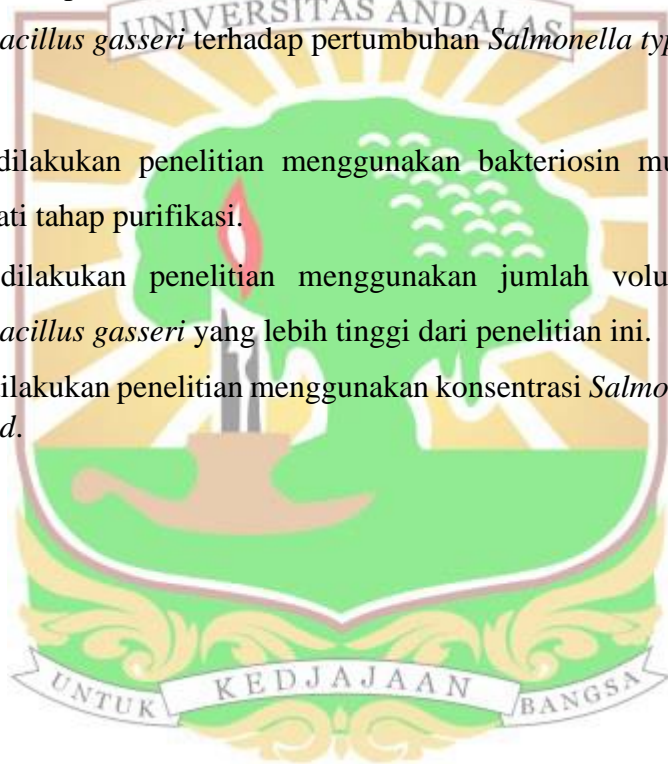 UNIVERSITAS ANDALAS
acillus gasseri terhadap pertumbuhan Salmonella typ
dilakukan penelitian menggunakan bakteriosin mu
ati tahap purifikasi.
dilakukan penelitian menggunakan jumlah volu
acillus gasseri yang lebih tinggi dari penelitian ini.
ilakukan penelitian menggunakan konsentrasi Salmo
d.
UNTUK KEDJAJAAN BANGSA